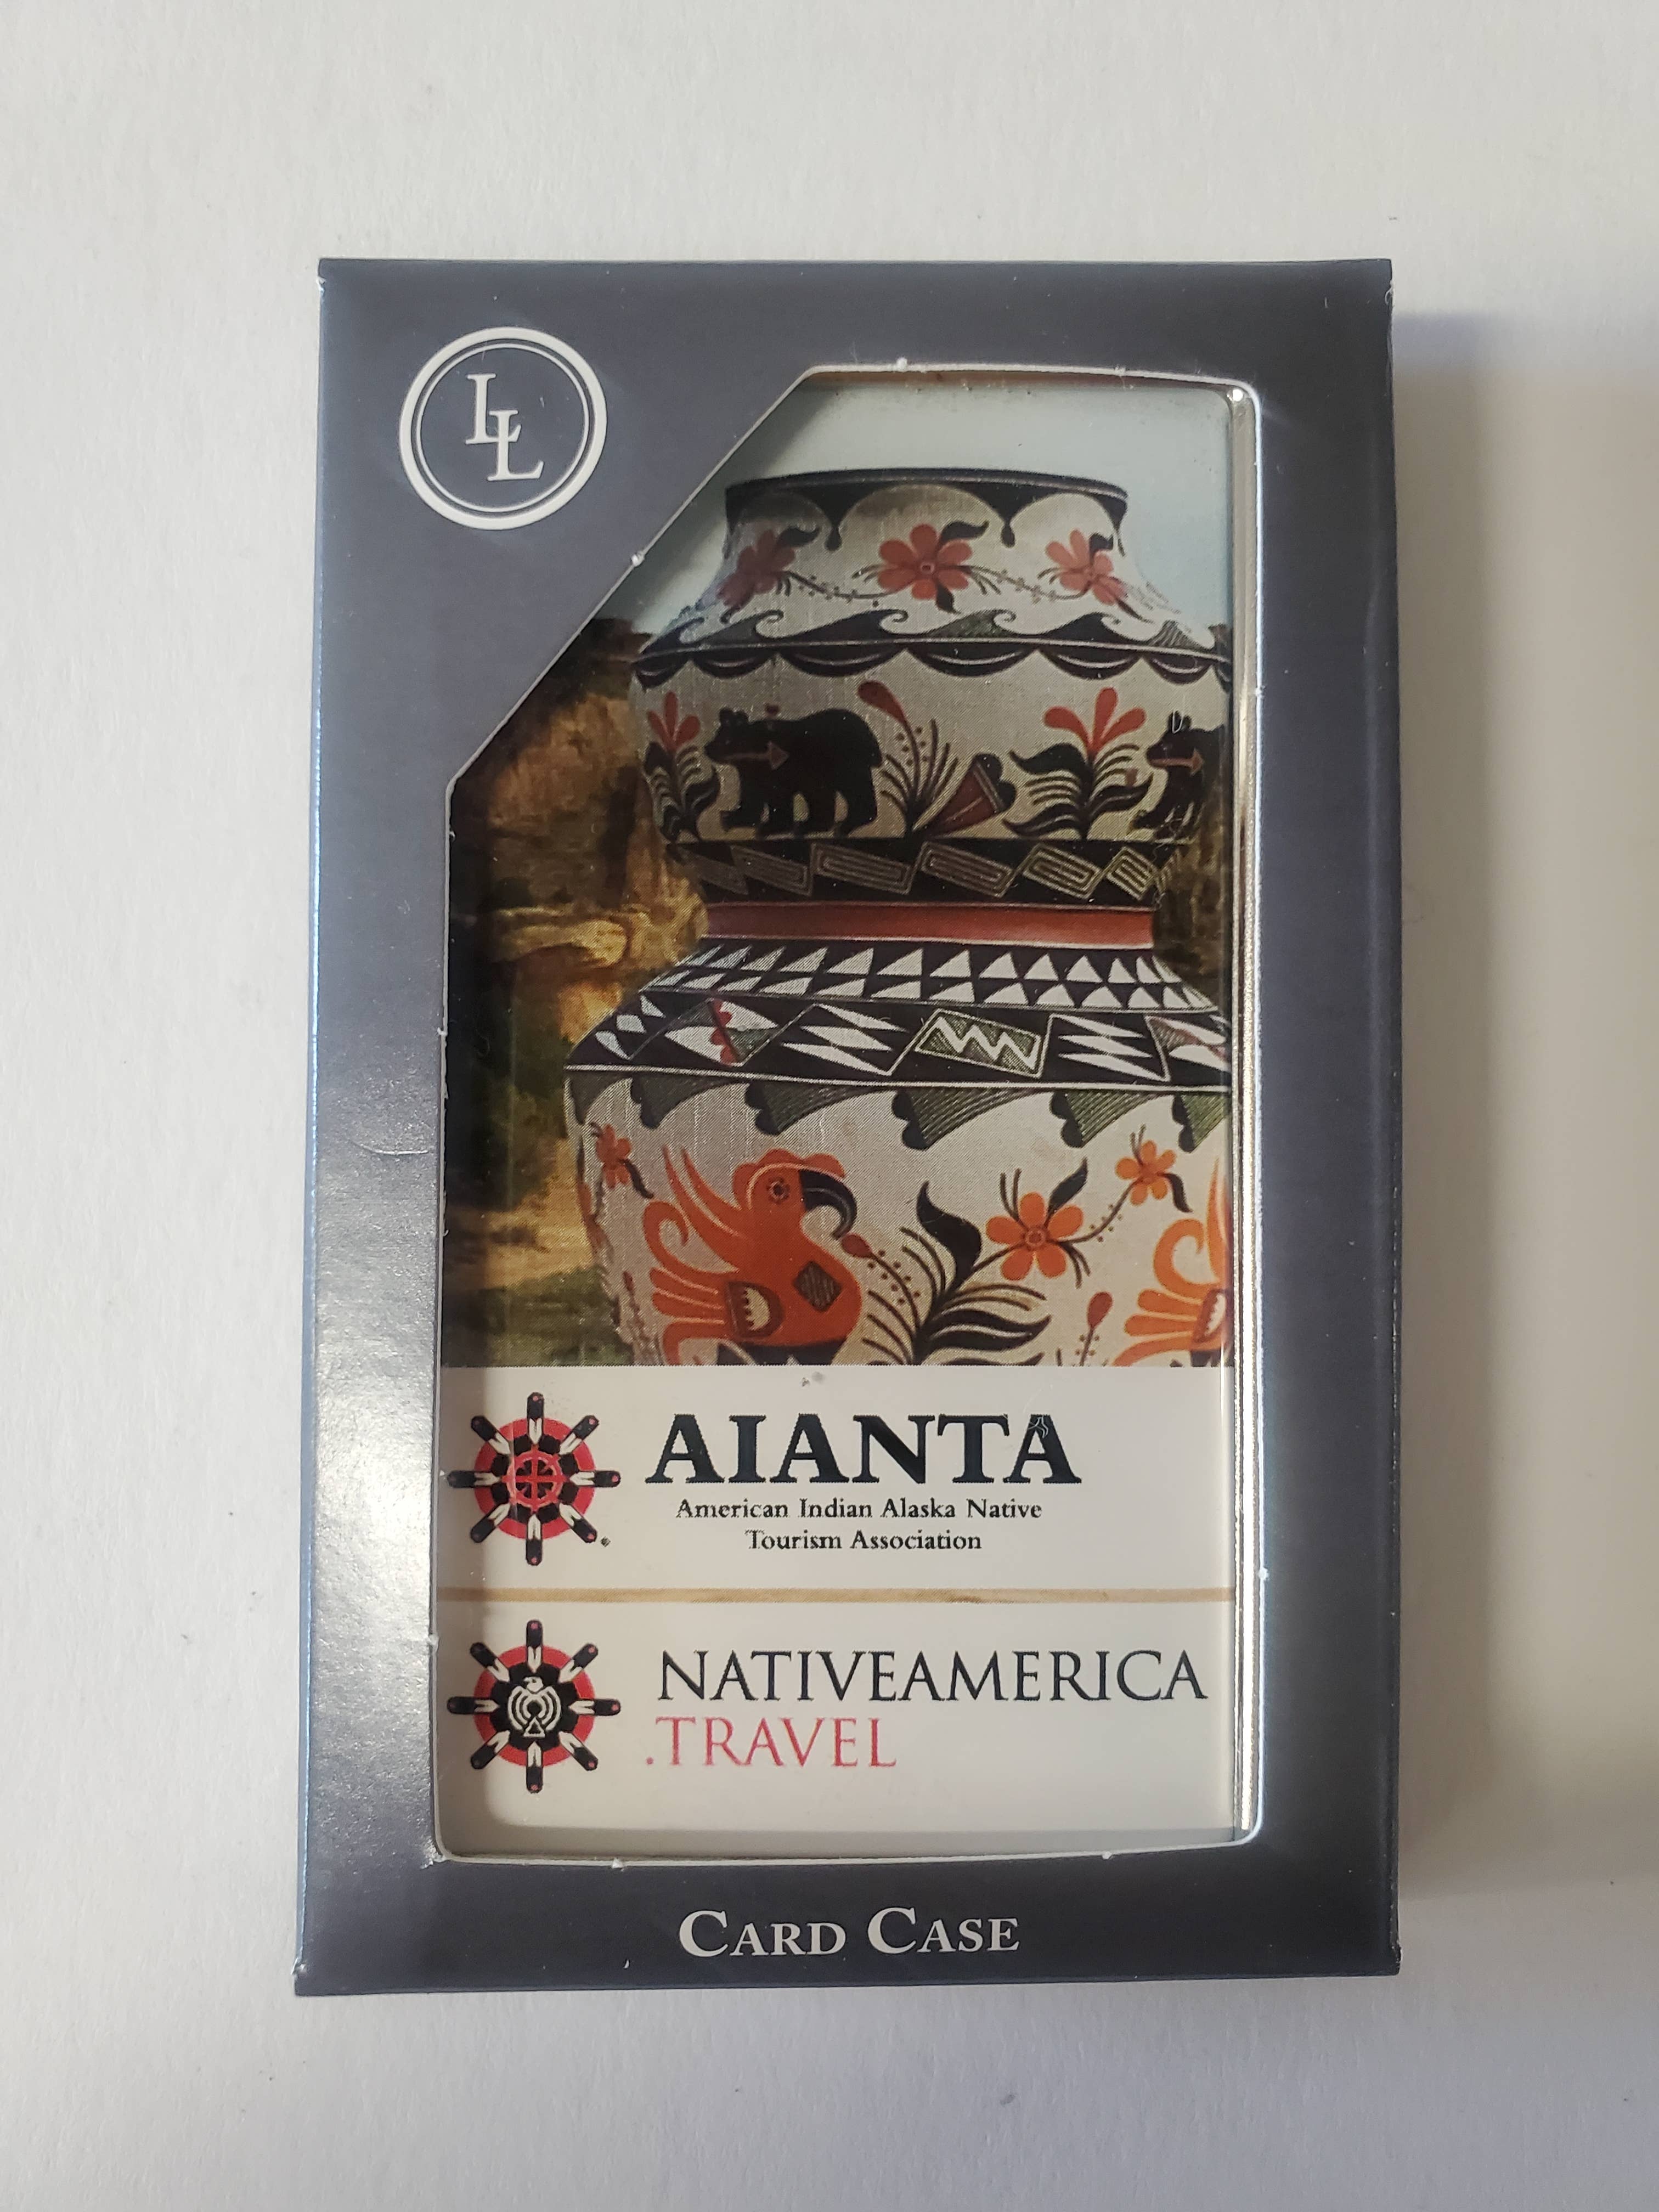 LL
AIANTA
American Indian Alaska Native
Tourism Association
NATIVEAMERICA
.TRAVEL
CARD CASE